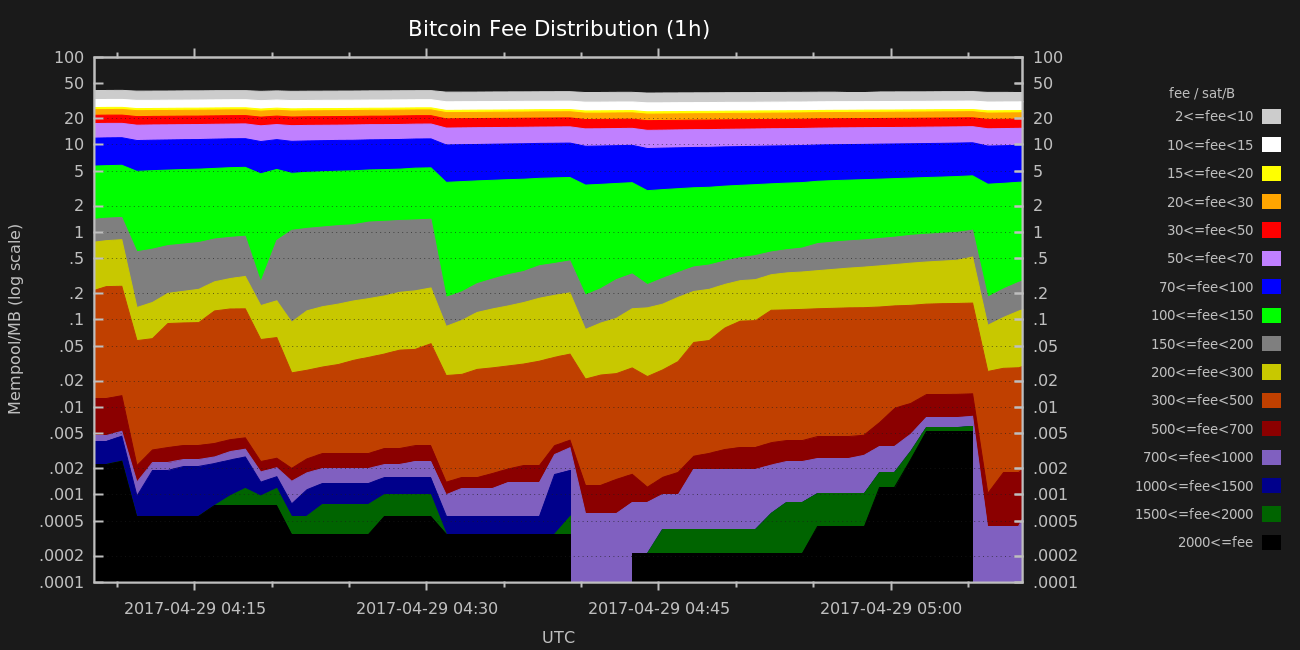 Bitcoin Fee Distribution (1h)
100 100
50 50
20 20
10 10
5 5
2 2
1 1
.5 .5
.2 .2
.1 .1
.05 .05
.02 .02
.01 .01
.005 .005
.002 .002
.001 .001
.0005 .0005
.0002 .0002
.0001 .0001
Mempool/MB (log scale)
2017-04-29 04:15 2017-04-29 04:30 2017-04-29 04:45 2017-04-29 05:00
UTC
fee / sat/B
2<=fee<10
10<=fee<15
15<=fee<20
20<=fee<30
30<=fee<50
50<=fee<70
70<=fee<100
100<=fee<150
150<=fee<200
200<=fee<300
300<=fee<500
500<=fee<700
700<=fee<1000
1000<=fee<1500
1500<=fee<2000
2000<=fee